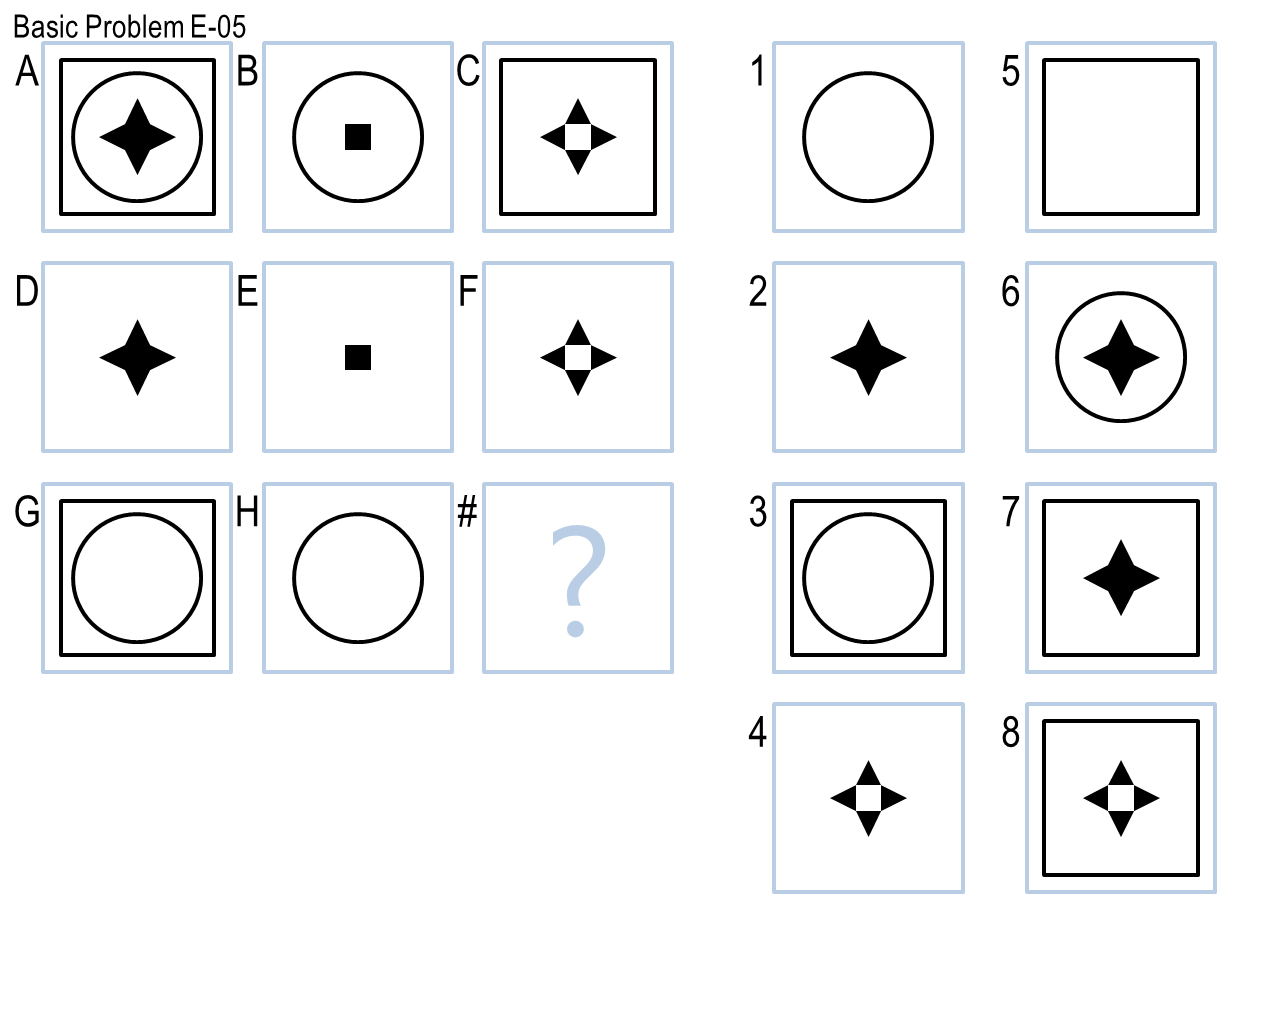 Basic Problem E-05
A B C 1 5
D E F 2 6
G H # ? 3 7
4 8